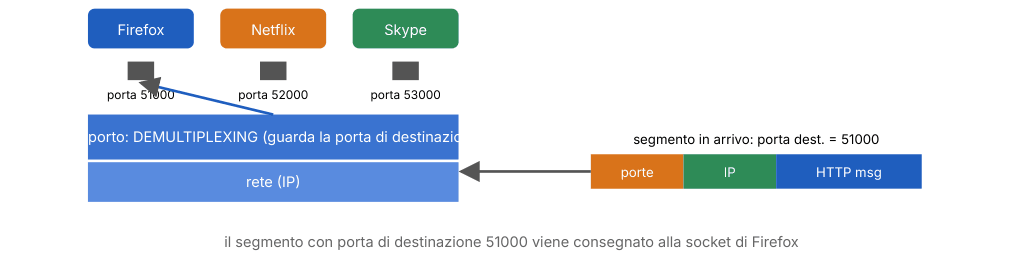 Firefox Netflix Skype
porta 51000 porta 52000 porta 53000
porto: DEMULTIPLEXING (guarda la porta di destinazio
segmento in arrivo: porta dest. = 51000
porte IP HTTP msg
rete (IP)
il segmento con porta di destinazione 51000 viene consegnato alla socket di Firefox